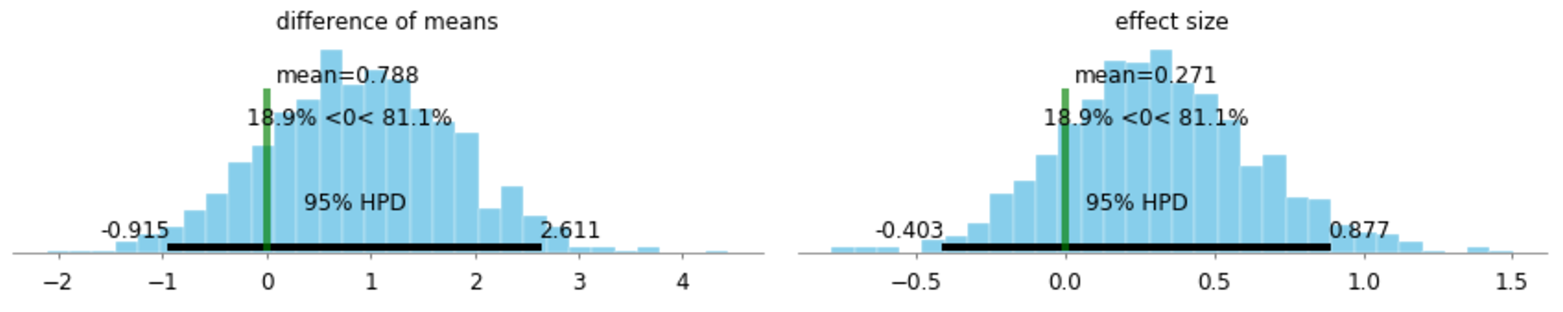 difference of means
mean=0.788
18.9% <0< 81.1%
95% HPD
-0.915
2.611
−2 −1 0 1 2 3 4
effect size
mean=0.271
18.9% <0< 81.1%
95% HPD
-0.403
0.877
−0.5 0.0 0.5 1.0 1.5